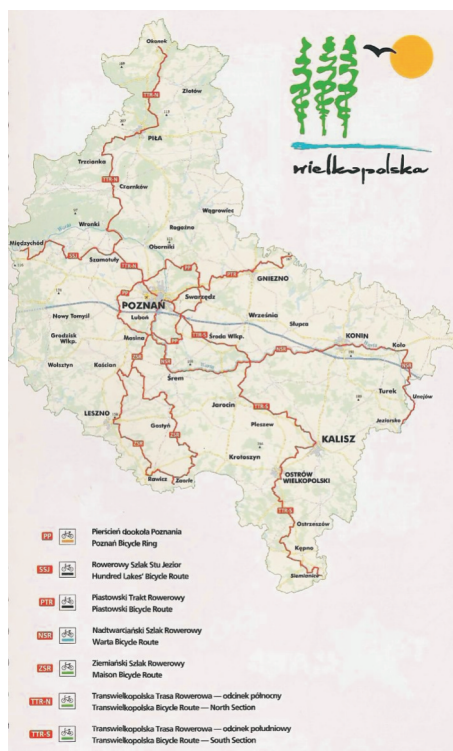 wielkopolska
Okonek
Złotów
TTR-N
PIŁA
Trzcianka
TTR-N
Czarnków
Wągrowiec
Wronki
Rogoźno
Międzychód
Oborniki
SSJ
Szamotuły
TTR-N
PP
PTR
GNIEZNO
Swarzędz
POZNAŃ
PP
Luboń
Września
Nowy Tomyśl
Słupca
TTR-S
Środa Wlkp.
KONIN
Mosina
PP
Koło
Grodzisk
Wlkp.
NSR
ZSR
NSR
NSR
Wolsztyn
Kościan
Śrem
Turek
Uniejów
Jarocin
TTR-S
LESZNO
Jeziorsko
Gostyń
Pleszew
KALISZ
ZSR
ZSR
Krotoszyn
Rawicz
OSTRÓW
WIELKOPOLSKI
TTR-S
Ostrzeszów
Kępno
Siemianice
PP
Pierścień dookoła Poznania
Poznań Bicycle Ring
SSJ
Rowerowy Szlak Stu Jezior
Hundred Lakes' Bicycle Route
PTR
Piastowski Trakt Rowerowy
Piastowski Bicycle Route
NSR
Nadwarciański Szlak Rowerowy
Warta Bicycle Route
ZSR
Ziemiański Szlak Rowerowy
Maison Bicycle Route
TTR-N
Transwielkopolska Trasa Rowerowa — odcinek północny
Transwielkopolska Bicycle Route — North Section
TTR-S
Transwielkopolska Trasa Rowerowa — odcinek południowy
Transwielkopolska Bicycle Route — South Section